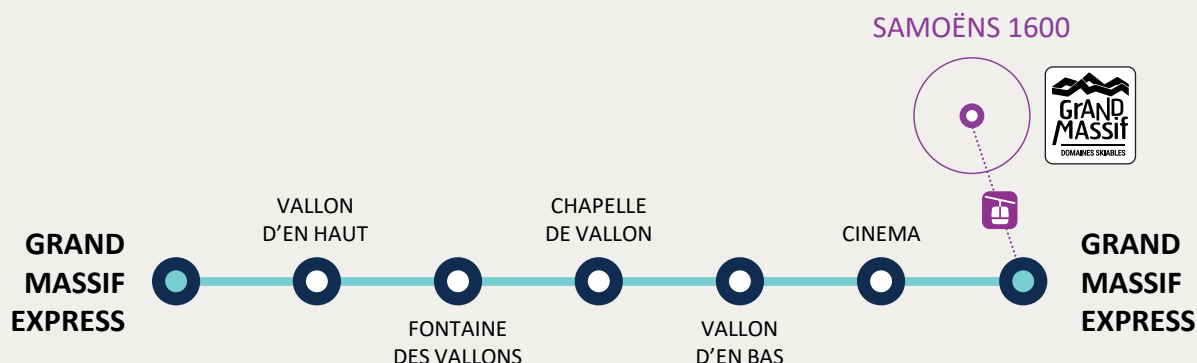 SAMOËNS 1600
GRAND
MASSIF
DOMAINES SKIABLES
GRAND
MASSIF
EXPRESS
VALLON
D'EN HAUT
FONTAINE
DES VALLONS
CHAPELLE
DE VALLON
VALLON
D'EN BAS
CINEMA
GRAND
MASSIF
EXPRESS